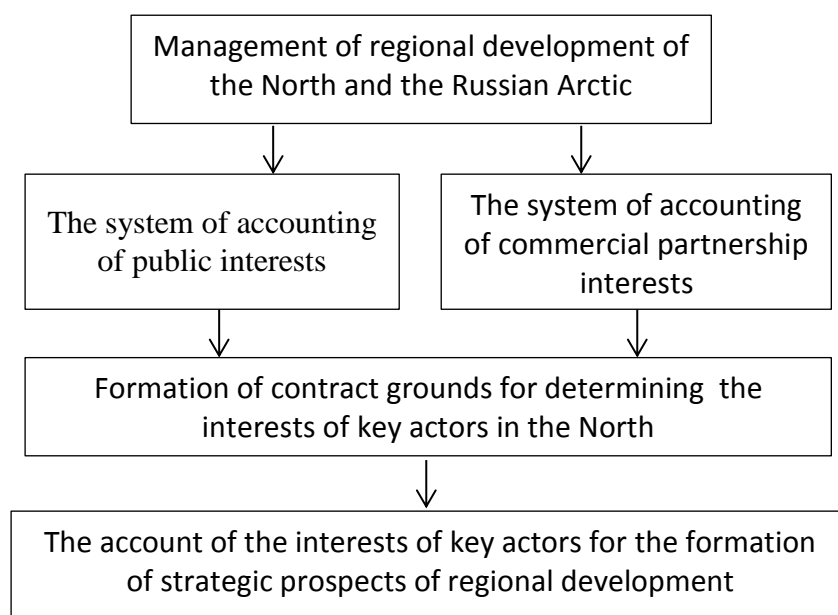 Management of regional development of
the North and the Russian Arctic
The system of accounting
of public interests
The system of accounting
of commercial partnership
interests
Formation of contract grounds for determining  the
interests of key actors in the North
The account of the interests of key actors for the formation
of strategic prospects of regional development